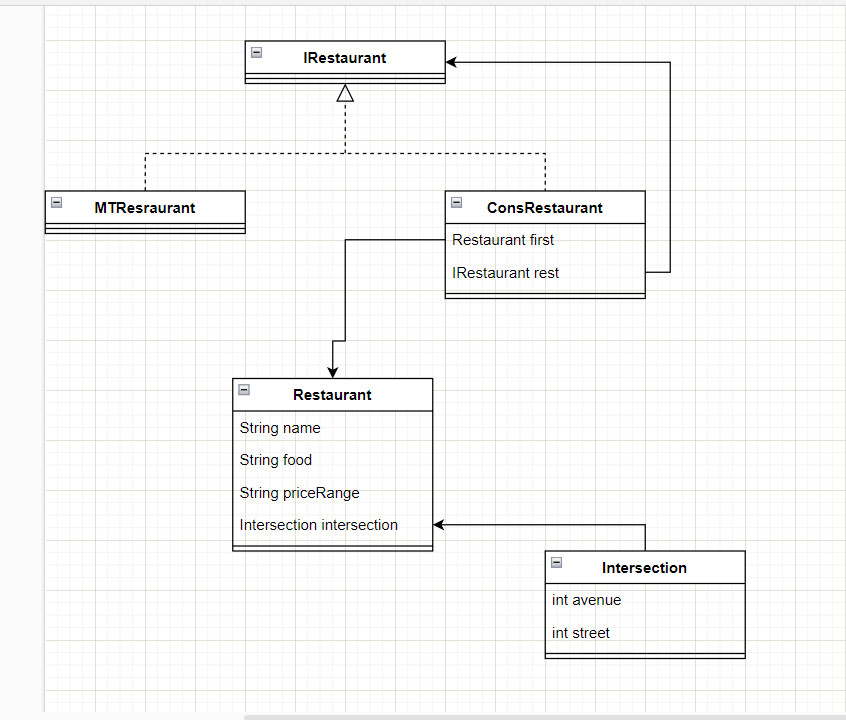 IRestaurant
MTResraurant
ConsRestaurant
Restaurant first
IRestaurant rest
Restaurant
String name
String food
String priceRange
Intersection intersection
Intersection
int avenue
int street